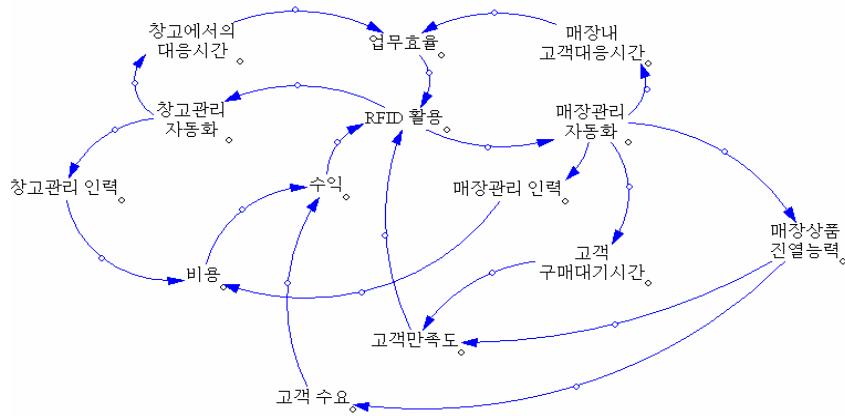 창고에서의
대응시간
업무효율
매장내
고객대응시간
창고관리
자동화
RFID 활용
매장관리
자동화
창고관리 인력
수익
매장관리 인력
매장상품
진열능력
비용
고객
구매대기시간
고객만족도
고객 수요